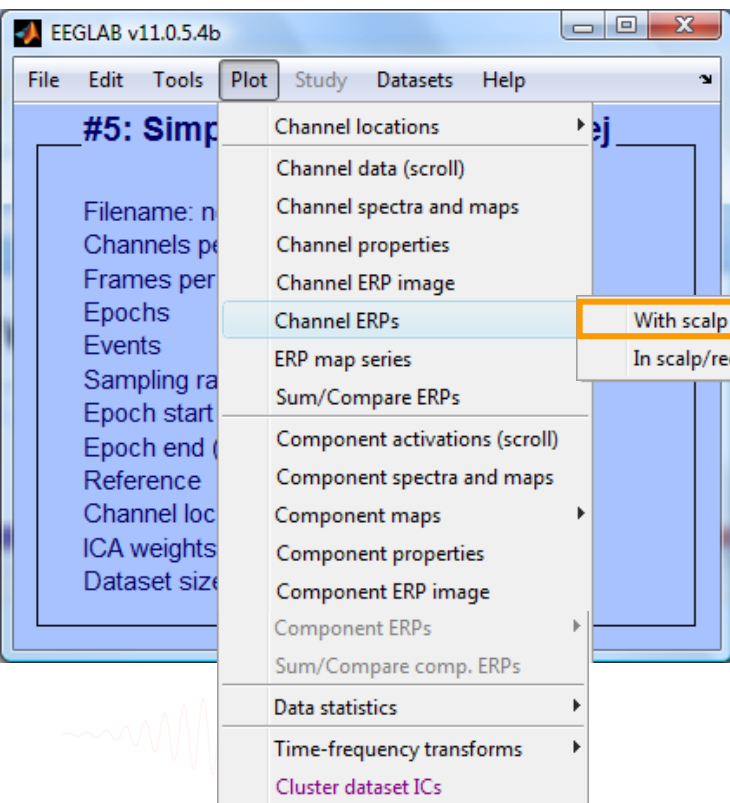 EEGLAB v11.0.5.4b
File Edit Tools Plot Study Datasets Help
#5: Simp
ej
Filename: n
Channels pe
Frames per
Epochs
Events
Sampling ra
Epoch start
Epoch end (
Reference
Channel loc
ICA weights
Dataset size
Channel locations
Channel data (scroll)
Channel spectra and maps
Channel properties
Channel ERP image
Channel ERPs
ERP map series
Sum/Compare ERPs
Component activations (scroll)
Component spectra and maps
Component maps
Component properties
Component ERP image
Component ERPs
Sum/Compare comp. ERPs
Data statistics
Time-frequency transforms
Cluster dataset ICs
With scalp
In scalp/re